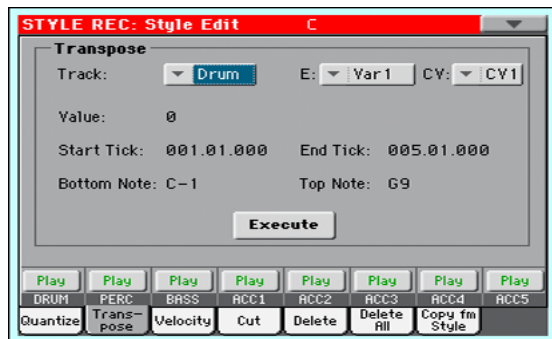 STYLE REC: Style Edit C
Transpose
Track: Drum E: Var1 CV: CV1
Value: 0
Start Tick: 001.01.000 End Tick: 005.01.000
Bottom Note: C-1 Top Note: G9
Execute
Play Play Play Play Play Play Play Play
DRUM PERC BASS ACC1 ACC2 ACC3 ACC4 ACC5
Quantize Trans-pose Velocity Cut Delete Delete All Copy fm Style